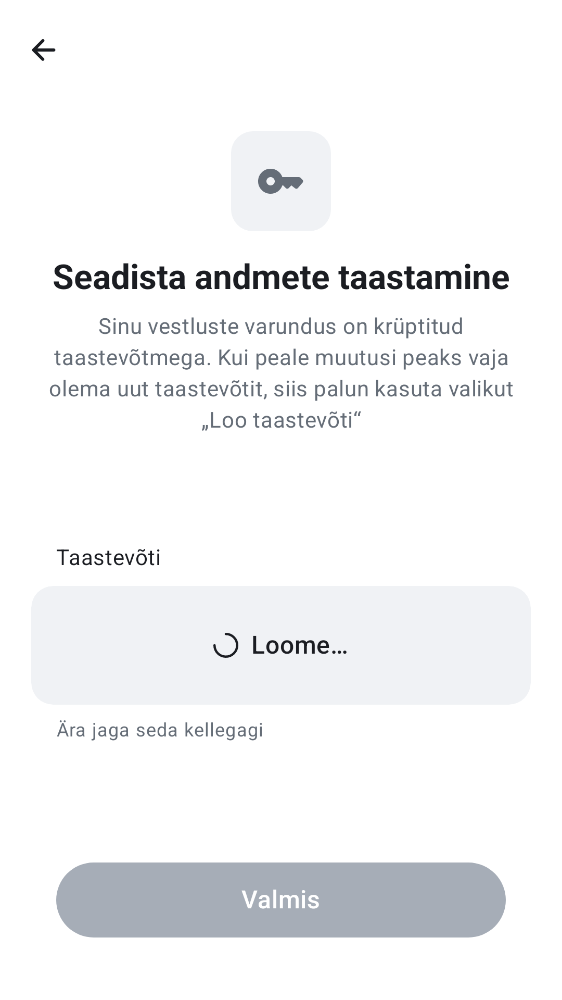 Seadista andmete taastamine
Sinu vestluste varundus on krüptitud
taastevõtmega. Kui peale muutusi peaks vaja
olema uut taastevõtit, siis palun kasuta valikut
„Loo taastevõti“
Taastevõti
Loome…
Ära jaga seda kellegagi
Valmis